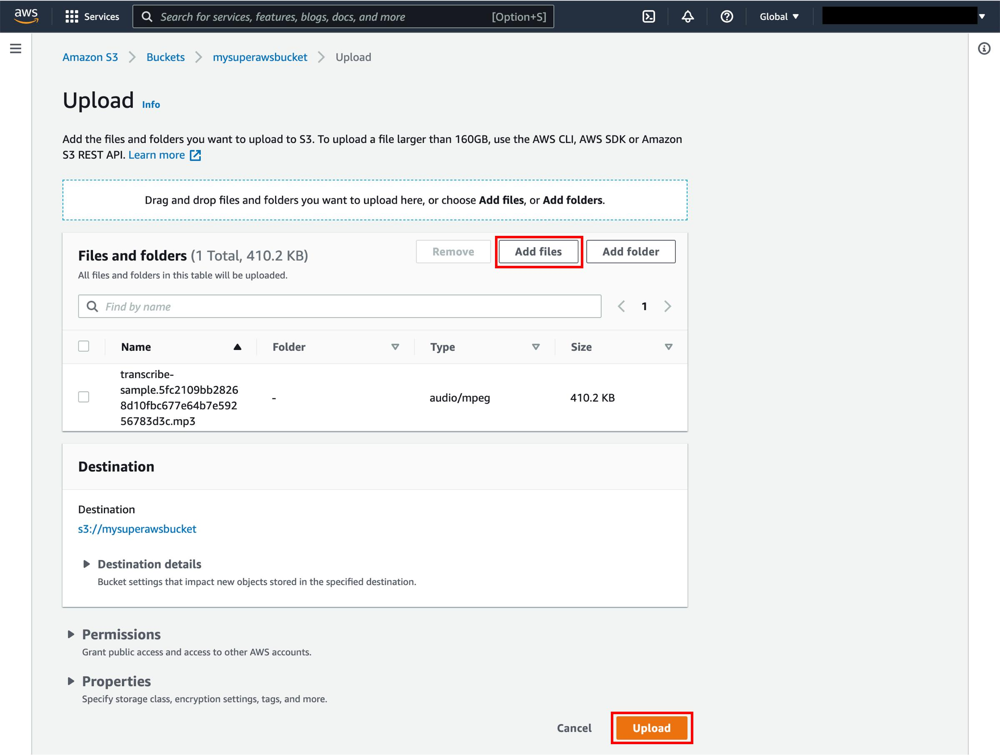 aws Services Search for services, features, blogs, docs, and more [Option+S] Global
Amazon S3 Buckets mysuperawsbucket Upload
Upload Info
Add the files and folders you want to upload to S3. To upload a file larger than 160GB, use the AWS CLI, AWS SDK or Amazon
S3 REST API. Learn more
Drag and drop files and folders you want to upload here, or choose Add files, or Add folders.
Files and folders (1 Total, 410.2 KB) Remove Add files Add folder
All files and folders in this table will be uploaded.
Find by name 1
Name Folder Type Size
transcribe-
sample.5fc2109bb2826
8d10fbc677e64b7e592
56783d3c.mp3
- audio/mpeg 410.2 KB
Destination
Destination
s3://mysuperawsbucket
Destination details
Bucket settings that impact new objects stored in the specified destination.
Permissions
Grant public access and access to other AWS accounts.
Properties
Specify storage class, encryption settings, tags, and more.
Cancel Upload